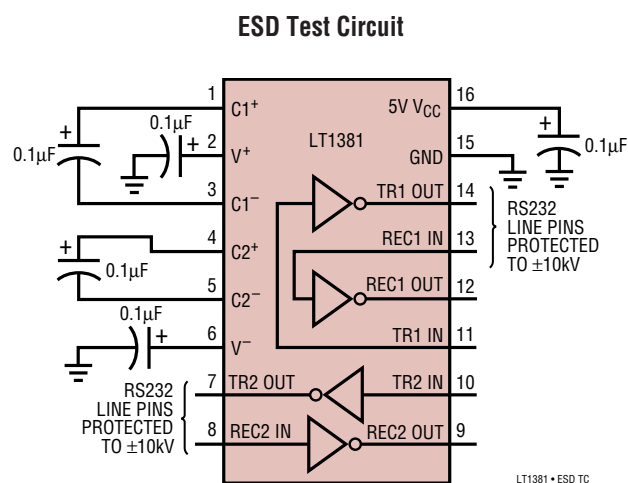 ESD Test Circuit
1
C1+
0.1µF
+
2
V+
+
0.1µF
3
C1–
4
C2+
+
0.1µF
5
C2–
0.1µF
6
V–
+
RS232
LINE PINS
PROTECTED
TO ±10kV
7
TR2 OUT
8
REC2 IN
LT1381
16
5V VCC
+
0.1µF
15
GND
14
TR1 OUT
13
REC1 IN
RS232
LINE PINS
PROTECTED
TO ±10kV
12
REC1 OUT
11
TR1 IN
10
TR2 IN
9
REC2 OUT
LT1381 • ESD TC